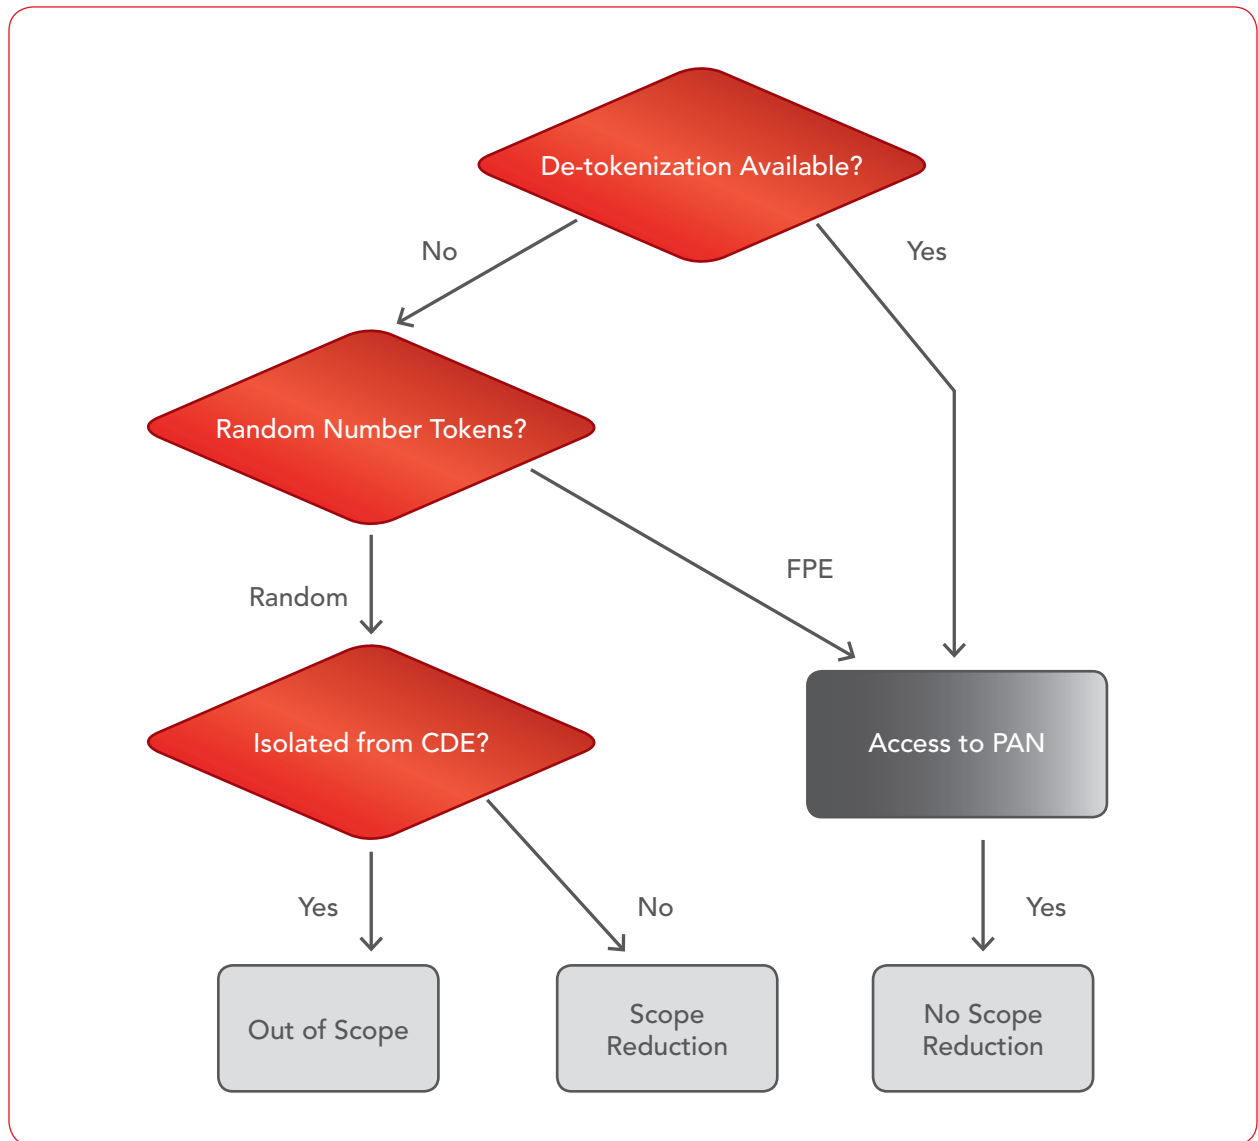 De-tokenization Available?
No
Yes
Random Number Tokens?
FPE
Random
Isolated from CDE?
Access to PAN
Yes
No
Yes
Out of Scope
Scope
Reduction
No Scope
Reduction